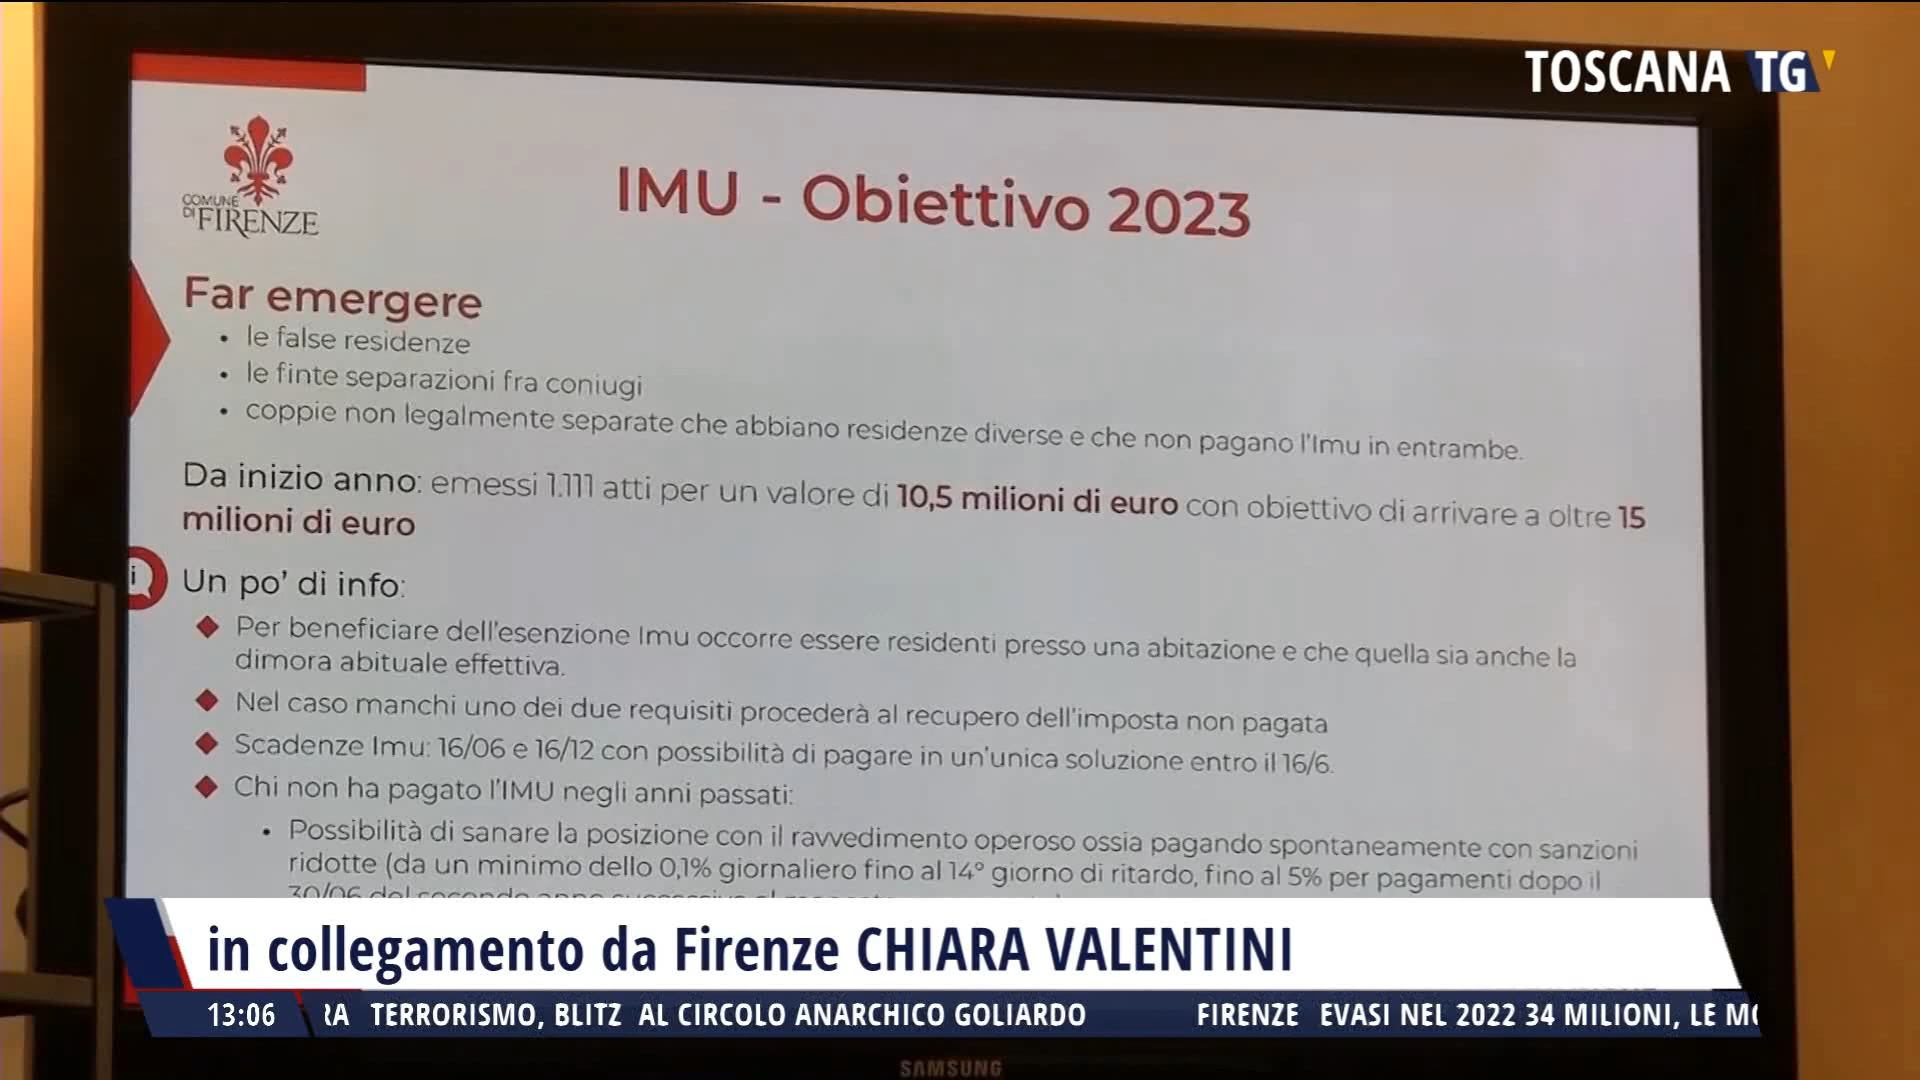 TOSCANA TG
COMUNE
DI FIRENZE
IMU - Obiettivo 2023
Far emergere
• le false residenze
• le finte separazioni fra coniugi
• coppie non legalmente separate che abbiano residenze diverse e che non pagano l'Imu in entrambe.
Da inizio anno: emessi 1.111 atti per un valore di 10,5 milioni di euro con obiettivo di arrivare a oltre 15
milioni di euro
i
Un po' di info:
Per beneficiare dell'esenzione Imu occorre essere residenti presso una abitazione e che quella sia anche la
dimora abituale effettiva.
Nel caso manchi uno dei due requisiti procederà al recupero dell'imposta non pagata
Scadenze Imu: 16/06 e 16/12 con possibilità di pagare in un'unica soluzione entro il 16/6.
Chi non ha pagato l'IMU negli anni passati:
• Possibilità di sanare la posizione con il ravvedimento operoso ossia pagando spontaneamente con sanzioni
ridotte (da un minimo dello 0,1% giornaliero fino al 14° giorno di ritardo, fino al 5% per pagamenti dopo il
30/06 del secondo anno
in collegamento da Firenze CHIARA VALENTINI
13:06 RA TERRORISMO, BLITZ AL CIRCOLO ANARCHICO GOLIARDO FIRENZE EVASI NEL 2022 34 MILIONI, LE
SAMSUNG